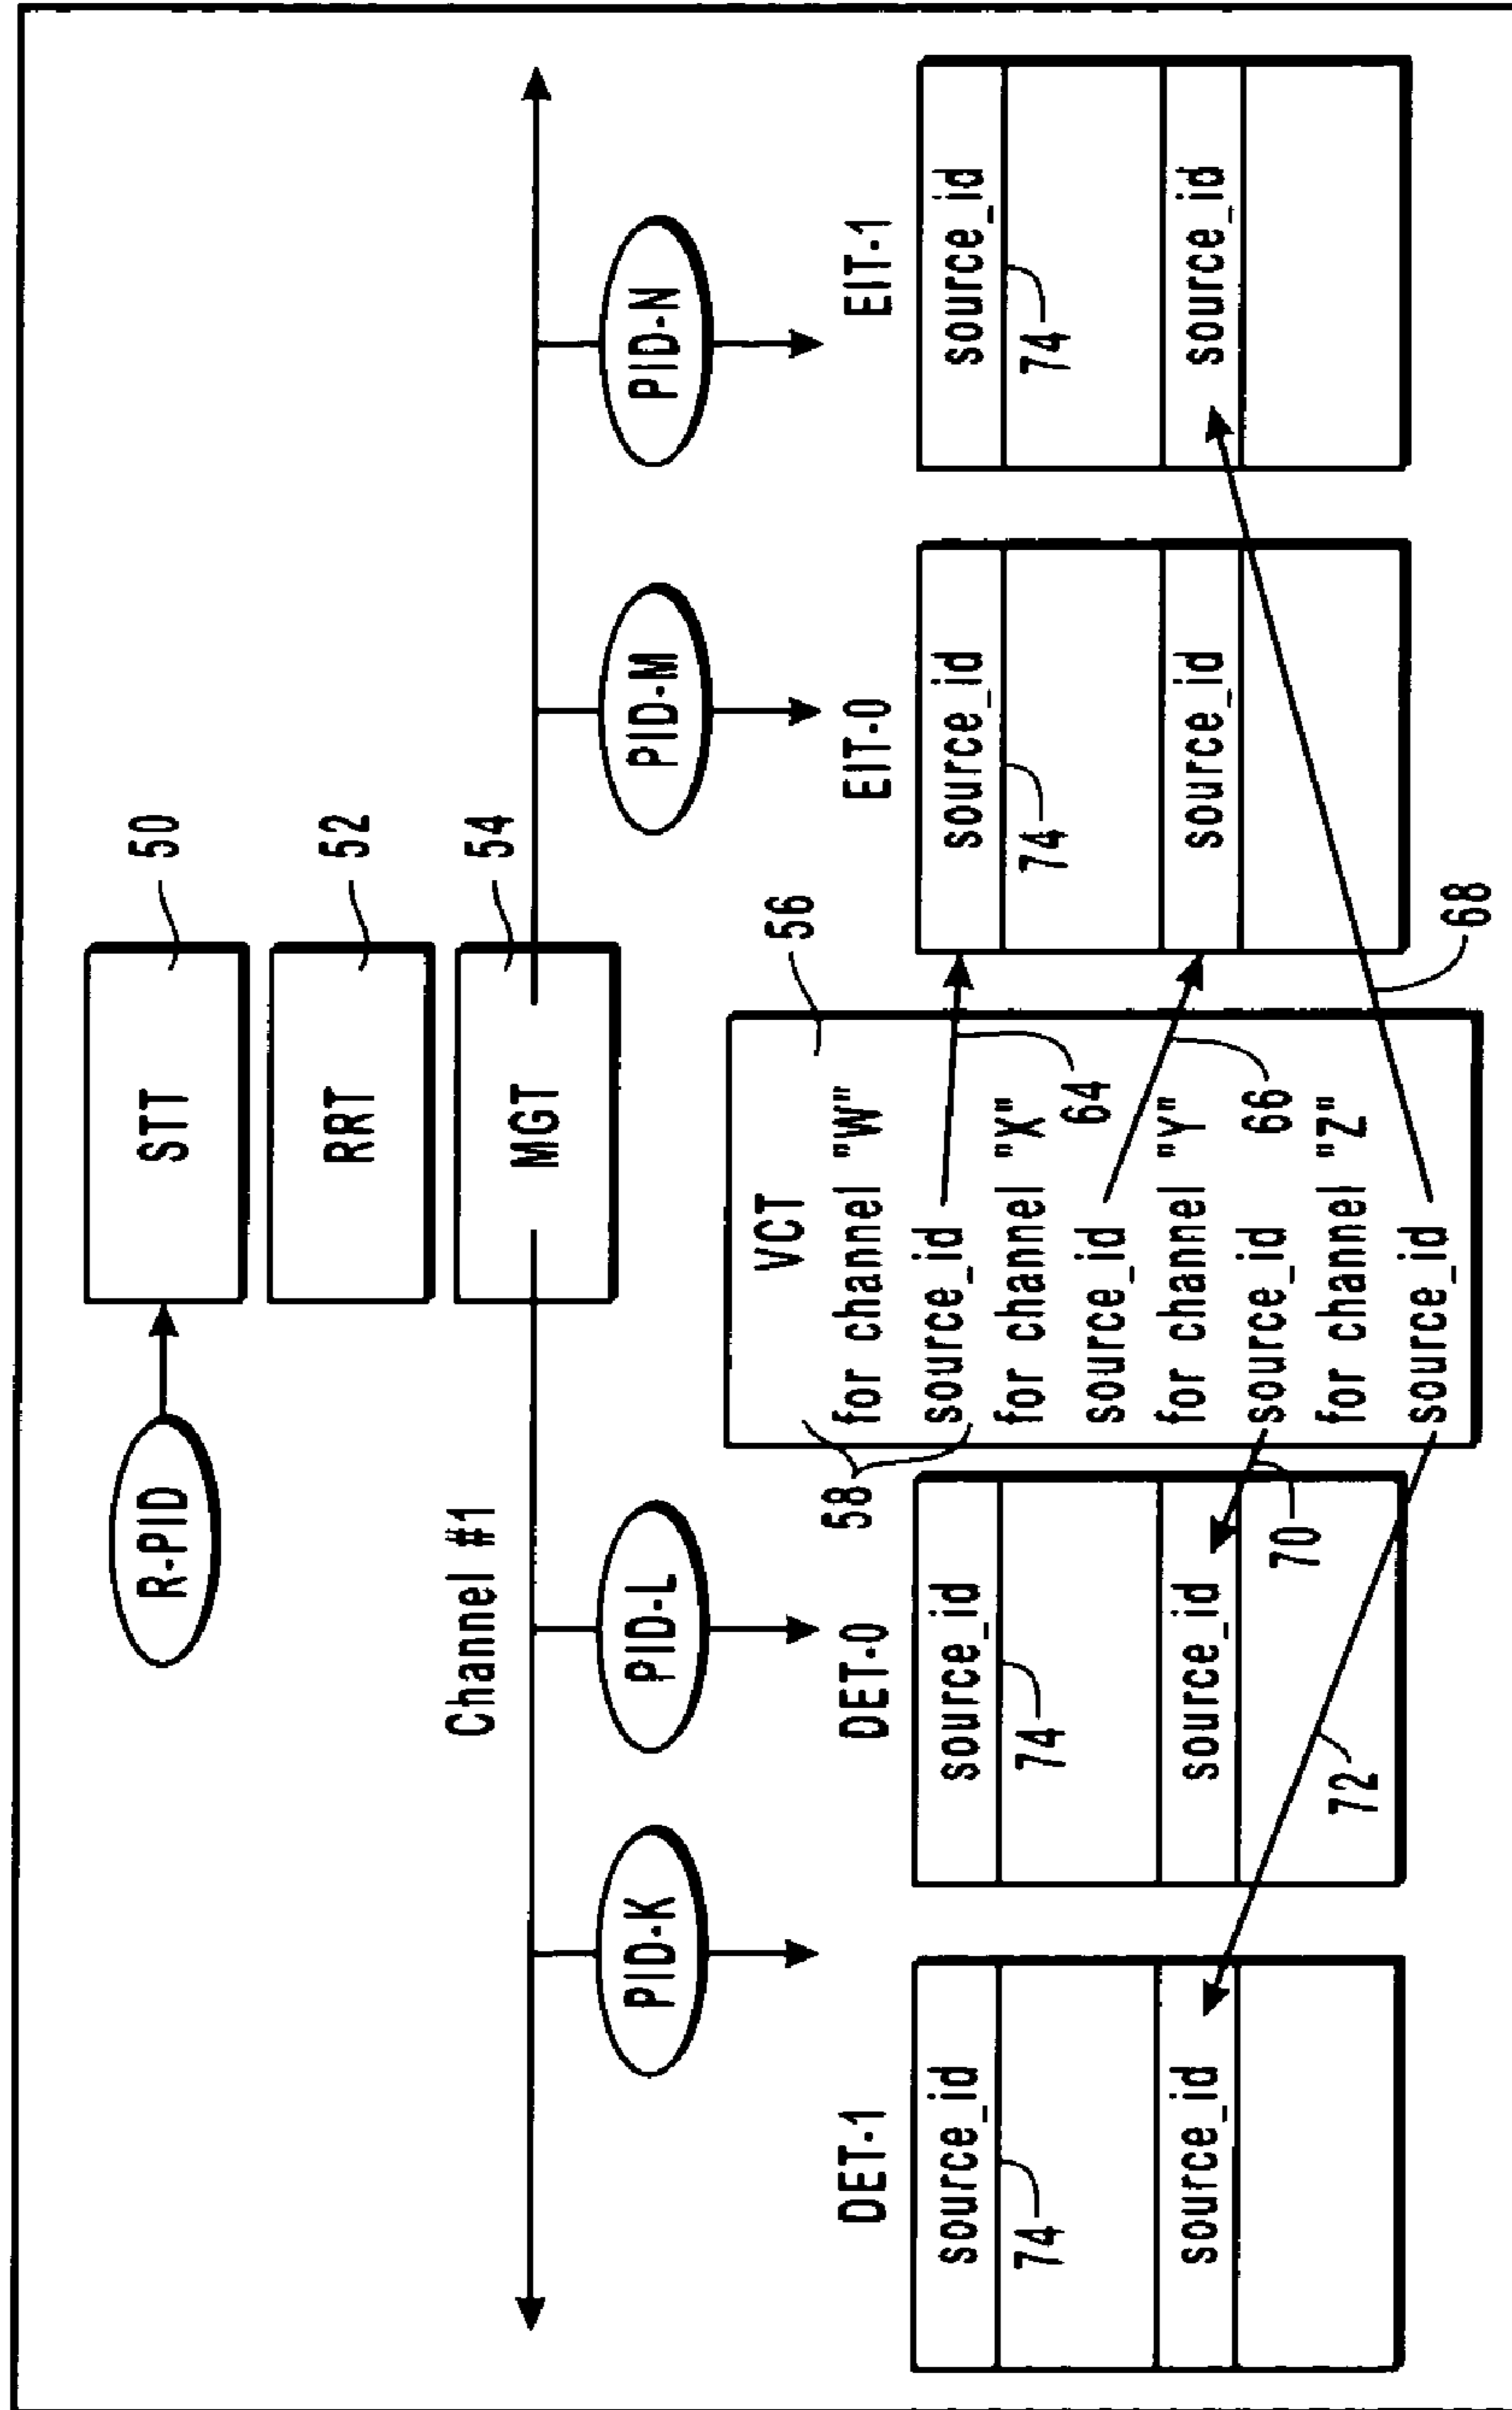 R-PID
STT
50
RRT
52
Channel #1
MGT
54
PID-K
PID-L
PID-M
PID-N
DET-1
DET-0
58
VCT
56
EIT-0
EIT-1
source_id
74
source_id
source_id
74
source_id
70
72
for channel "W"
source_id
for channel "X"
64
source_id
for channel "Y"
66
source_id
for channel "Z"
source_id
68
source_id
74
source_id
source_id
74
source_id